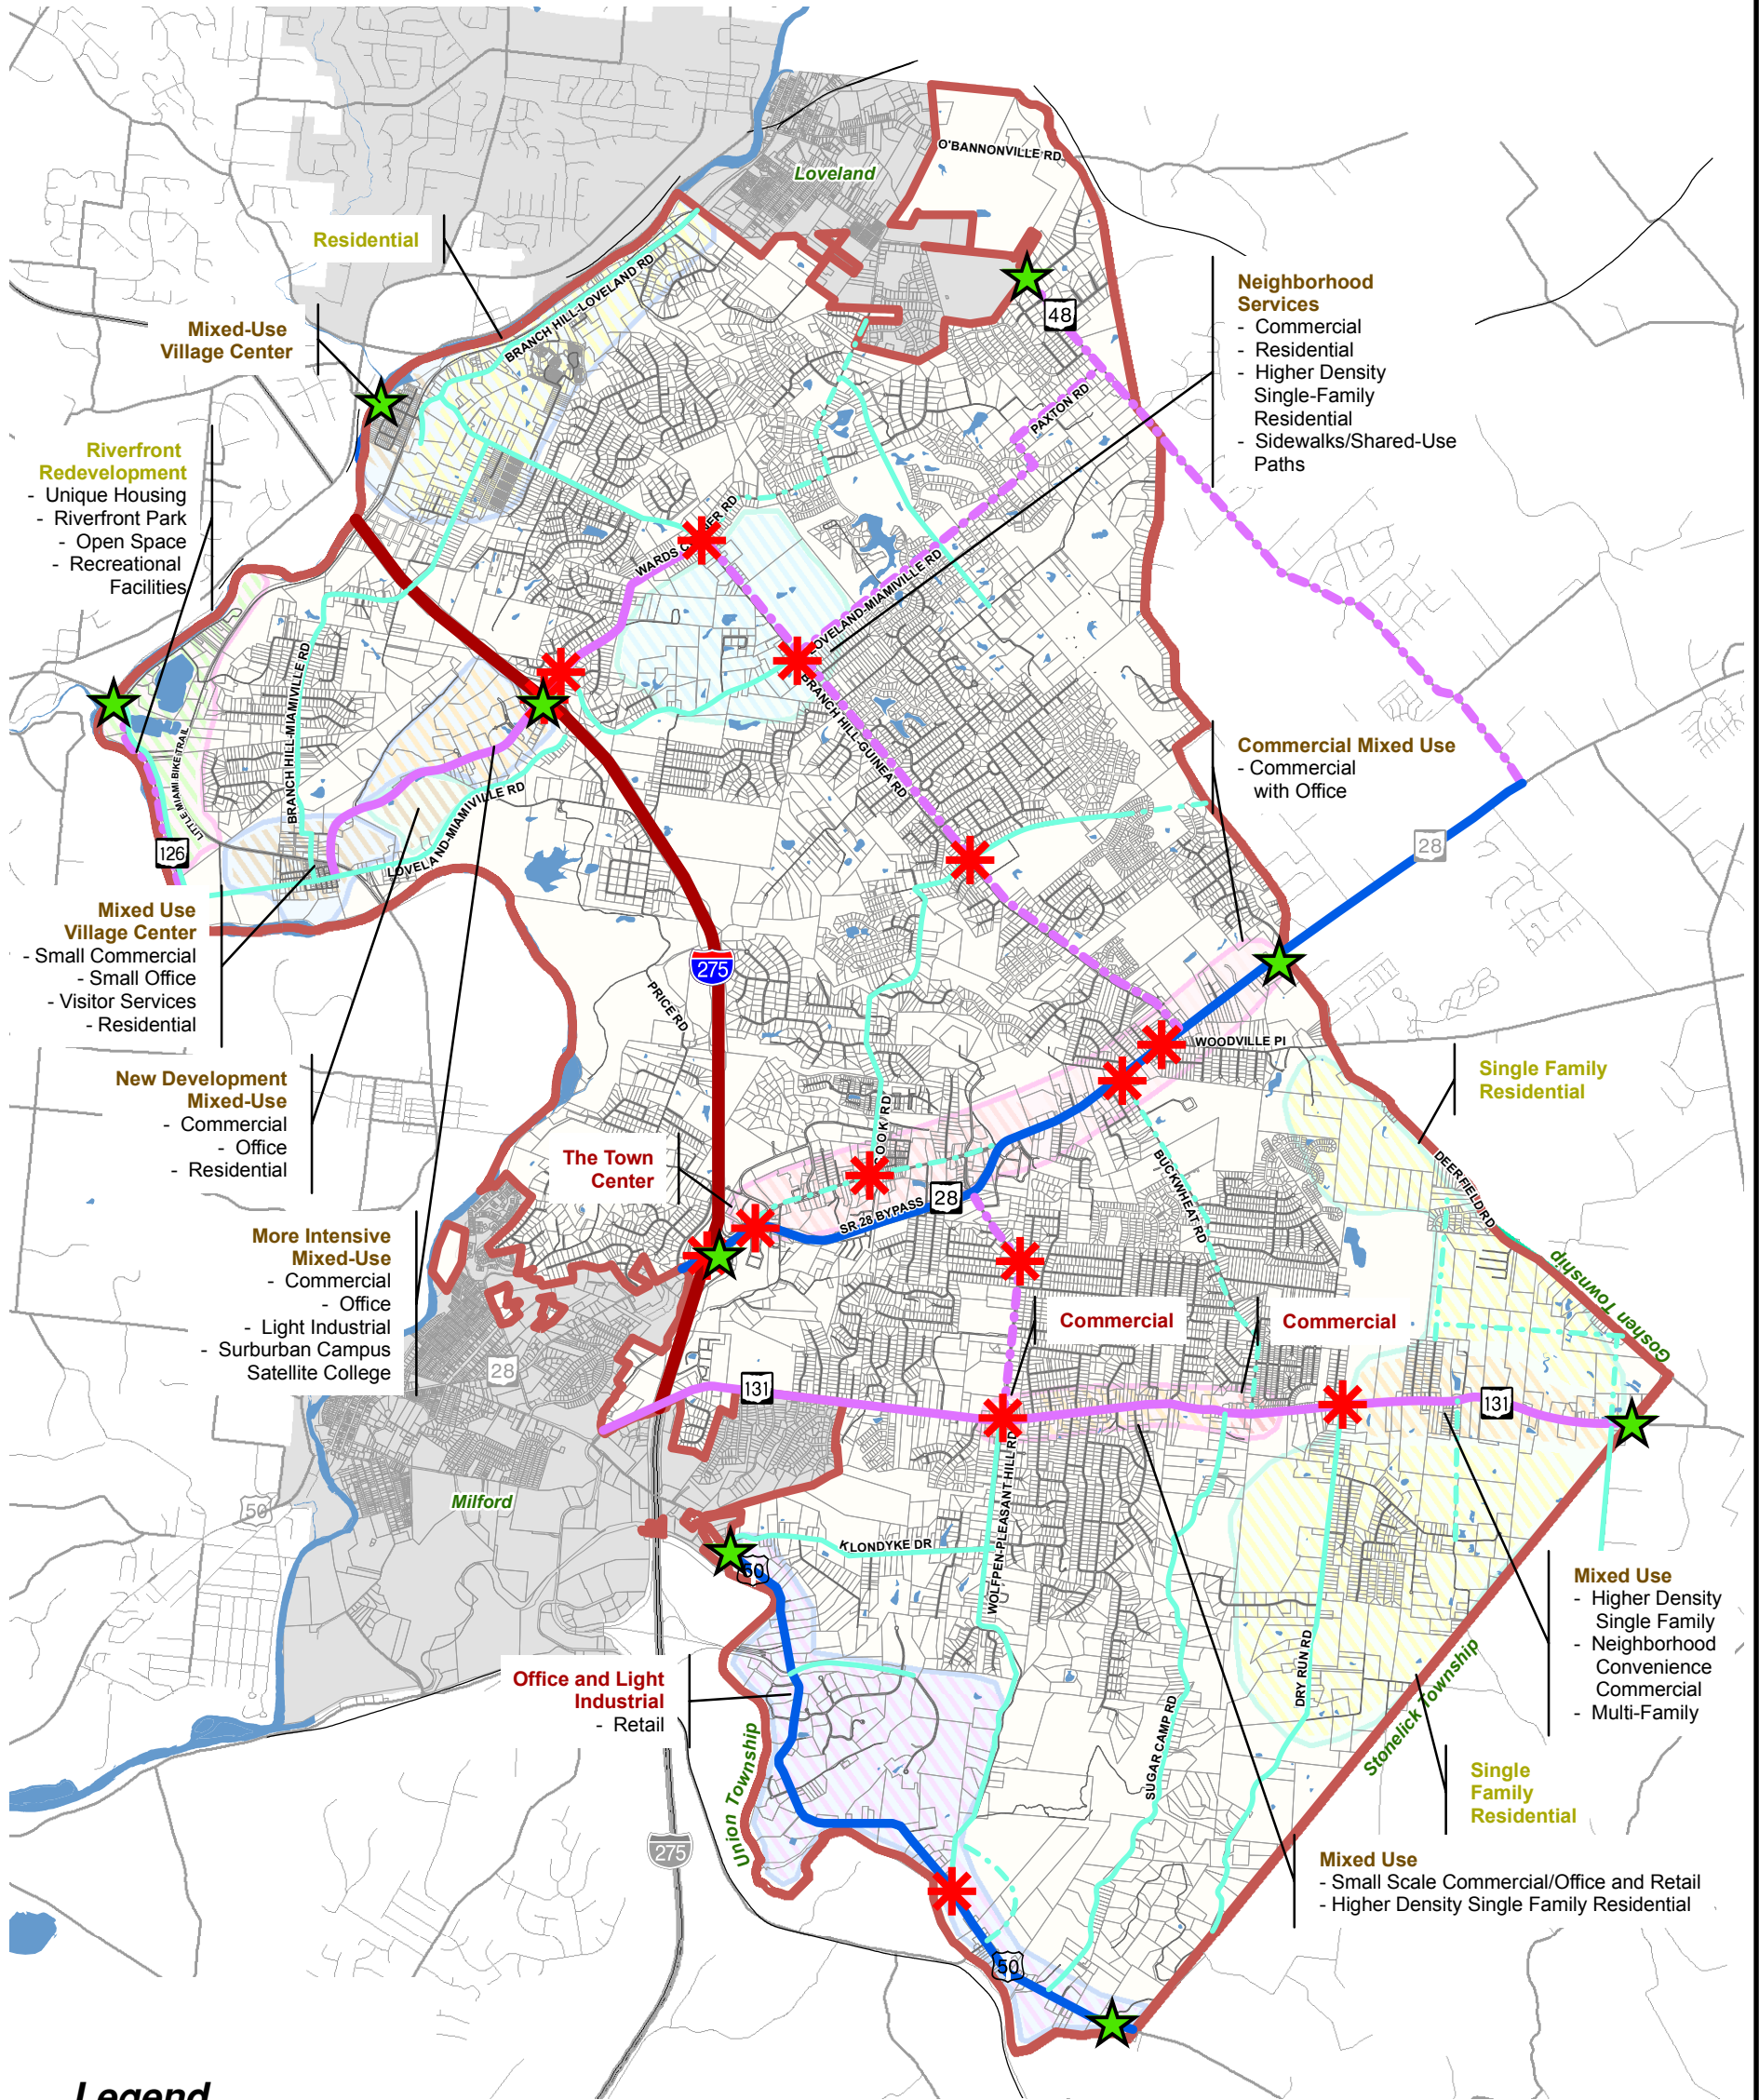 Loveland
O'BANNONVILLE RD
Residential
BRANCH HILL-LOVELAND RD
48
Mixed-Use
Village Center
Neighborhood
Services
- Commercial
- Residential
- Higher Density
Single-Family
Residential
- Sidewalks/Shared-Use
Paths
PAXTON RD
Riverfront
Redevelopment
- Unique Housing
- Riverfront Park
- Open Space
- Recreational
Facilities
WARDS
LOVELAND-MIAMIVILLE RD
BRANCH HILL-MIAMIVILLE RD
BRANCH HILL-GUINEA RD
LITTLE MIAMI BIKE TRAIL
126
LOVELAND-MIAMIVILLE RD
Commercial Mixed Use
- Commercial
with Office
28
Mixed Use
Village Center
- Small Commercial
- Small Office
- Visitor Services
- Residential
275
PRICE RD
WOODVILLE PI
Single Family
Residential
New Development
Mixed-Use
- Commercial
- Office
- Residential
COOK RD
BUCKWHEAT RD
DEERFIELD RD
The Town
Center
28
SR 28 BYPASS
More Intensive
Mixed-Use
- Commercial
- Office
- Light Industrial
- Surburban Campus
Satellite College
Goshen Township
Commercial
Commercial
28
131
131
50
Milford
WOLFPEN-PLEASANT HILL RD
KLONDYKE DR
50
Mixed Use
- Higher Density
Single Family
- Neighborhood
Convenience
Commercial
- Multi-Family
Office and Light
Industrial
- Retail
DRY RUN RD
SUGAR CAMP RD
Stonelick Township
Union Township
Single
Family
Residential
275
Mixed Use
- Small Scale Commercial/Office and Retail
- Higher Density Single Family Residential
50
Legend